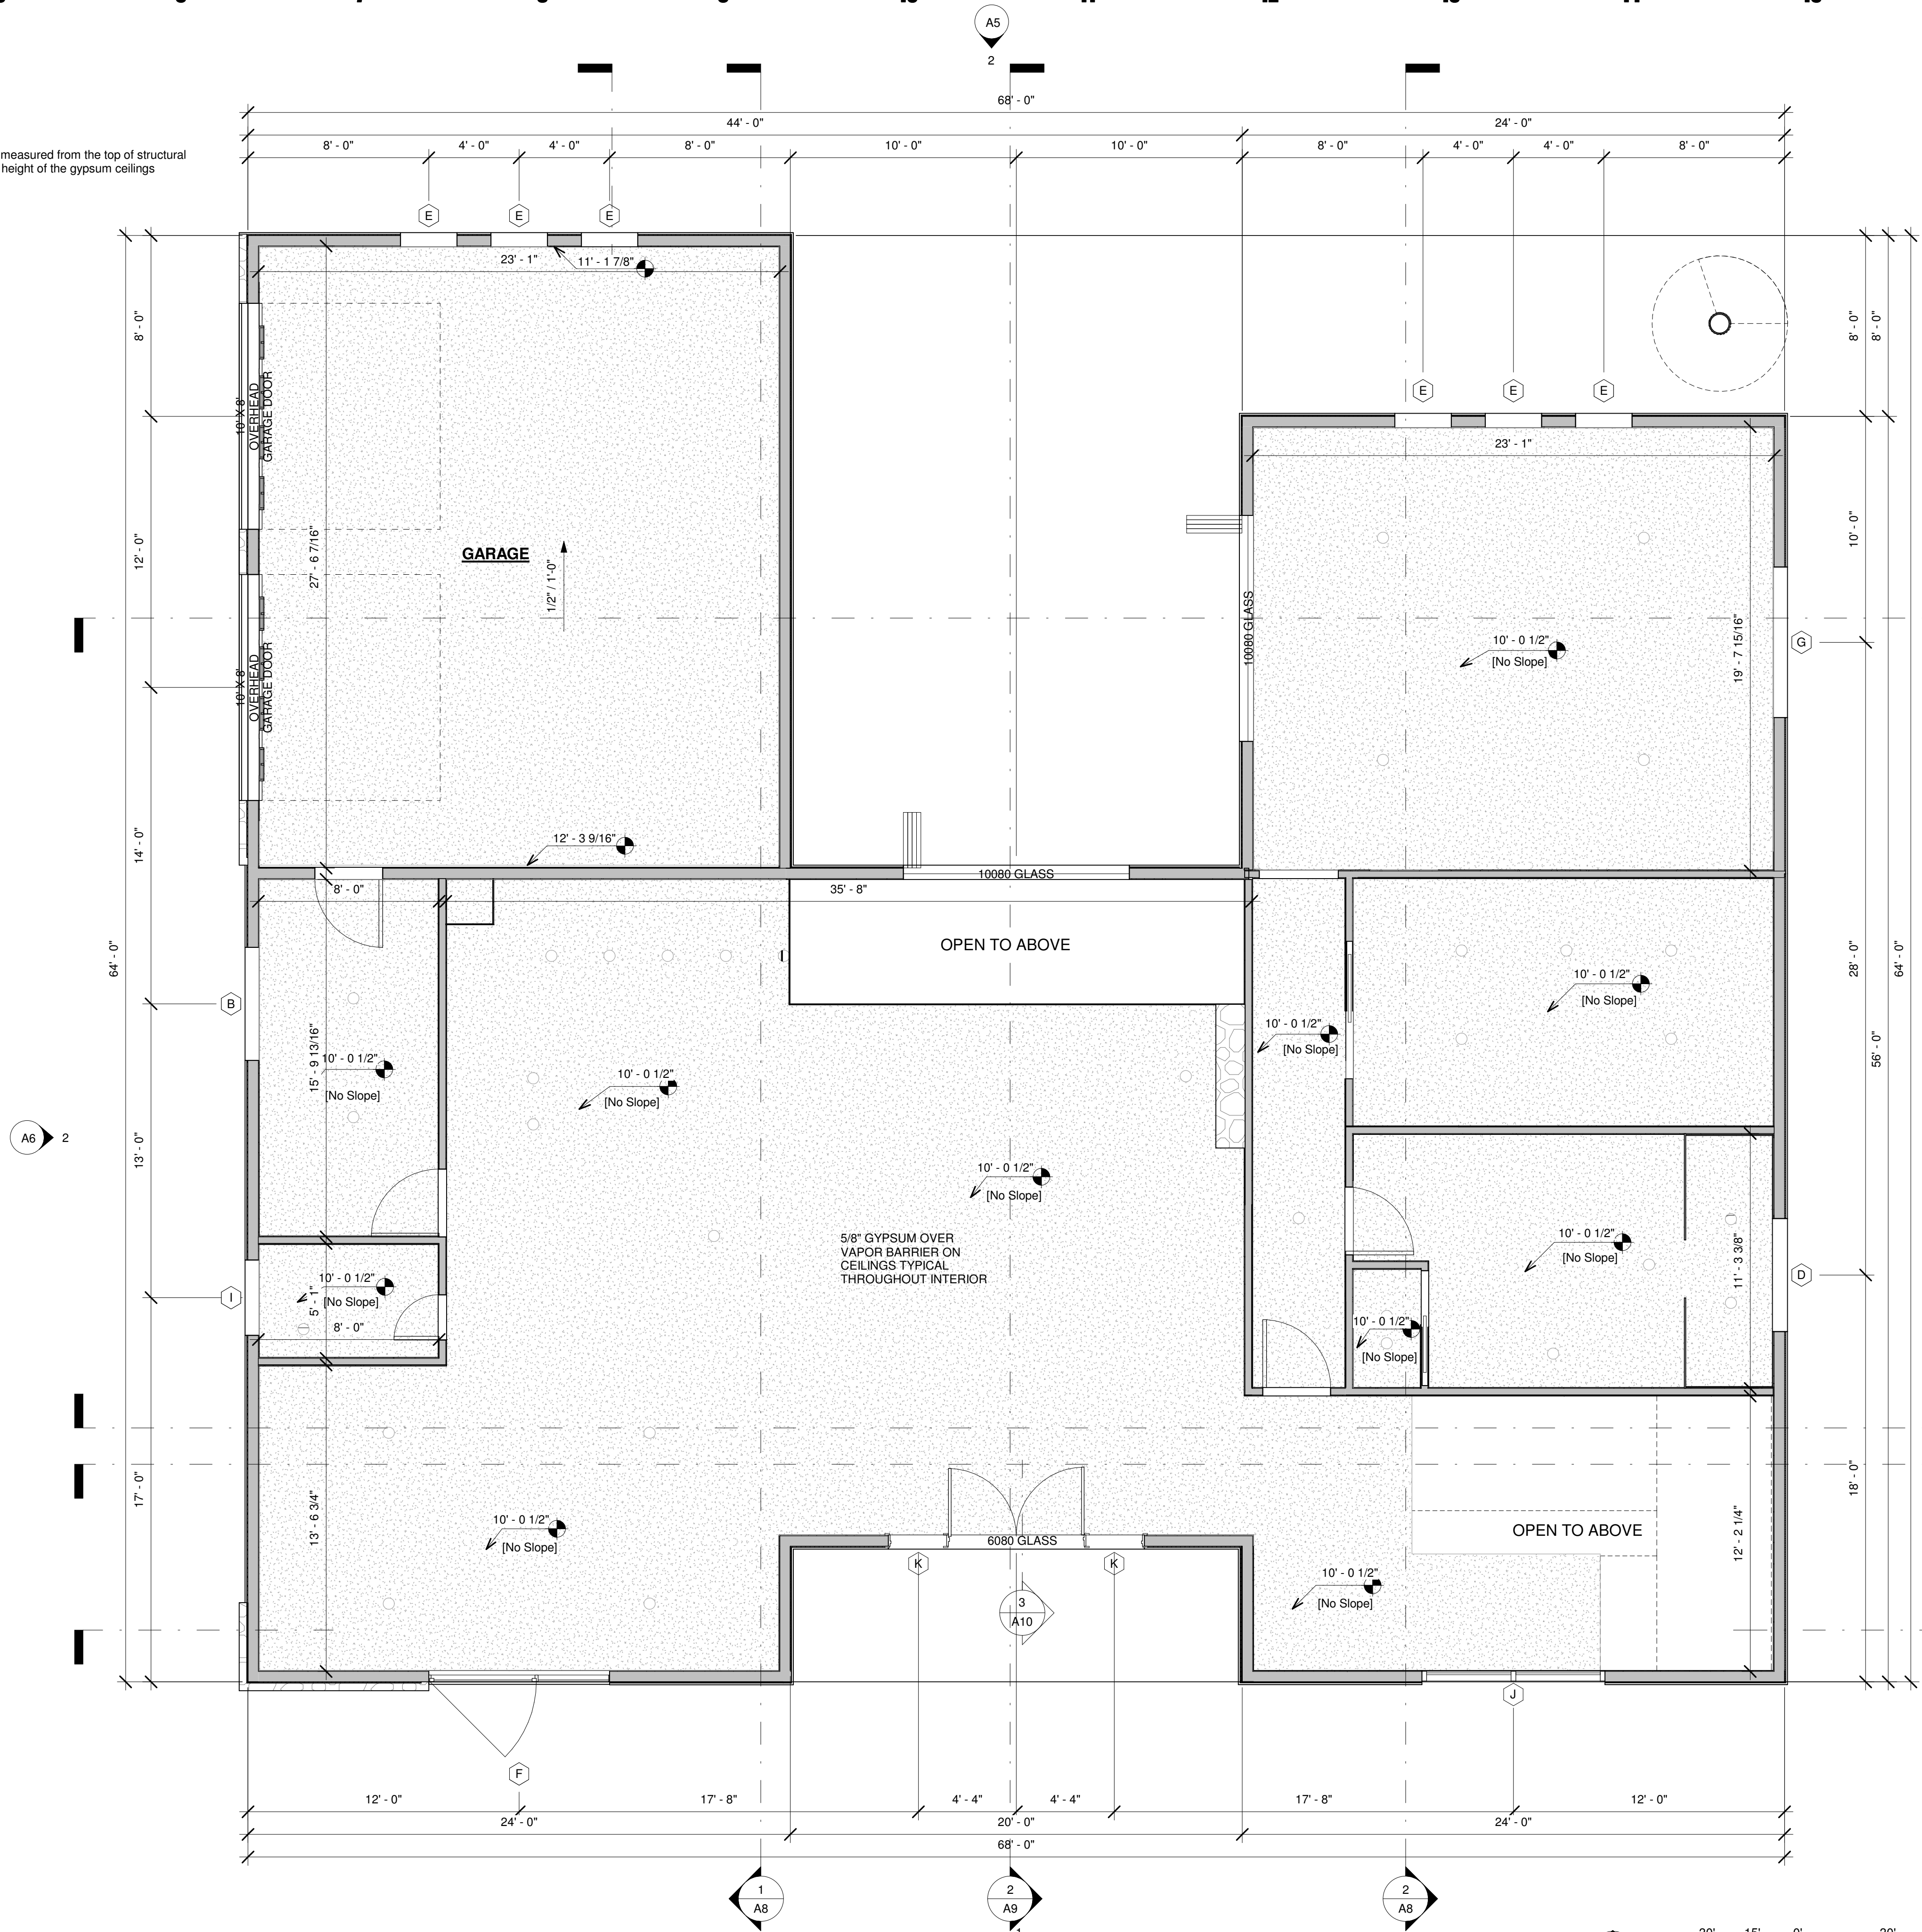 A5
2
68' - 0"
44' - 0"
24' - 0"
8' - 0"
4' - 0"
4' - 0"
8' - 0"
10' - 0"
10' - 0"
8' - 0"
4' - 0"
4' - 0"
8' - 0"
measured from the top of structural
height of the gypsum ceilings
E
E
E
23' - 1"
11' - 1 7/8"
8' - 0"
8' - 0"
8' - 0"
E
E
E
10' X 8'
OVERHEAD
GARAGE DOOR
23' - 1"
10' - 0"
12' - 0"
27' - 6 7/16"
GARAGE
1/2" / 1'-0"
10080 GLASS
10' - 0 1/2"
[No Slope]
19' - 7 15/16"
G
10' X 8'
OVERHEAD
GARAGE DOOR
14' - 0"
12' - 3 9/16"
10080 GLASS
8' - 0"
35' - 8"
OPEN TO ABOVE
64' - 0"
28' - 0"
64' - 0"
10' - 0 1/2"
[No Slope]
B
10' - 0 1/2"
[No Slope]
56' - 0"
15' - 9 13/16"
10' - 0 1/2"
[No Slope]
10' - 0 1/2"
[No Slope]
A6
2
13' - 0"
10' - 0 1/2"
[No Slope]
5/8" GYPSUM OVER
VAPOR BARRIER ON
CEILINGS TYPICAL
THROUGHOUT INTERIOR
10' - 0 1/2"
[No Slope]
11' - 3 3/8"
D
I
10' - 0 1/2"
[No Slope]
5' - 1"
8' - 0"
10' - 0 1/2"
[No Slope]
17' - 0"
18' - 0"
13' - 6 3/4"
10' - 0 1/2"
[No Slope]
6080 GLASS
OPEN TO ABOVE
12' - 2 1/4"
K
K
10' - 0 1/2"
[No Slope]
3
A10
J
F
12' - 0"
17' - 8"
4' - 4"
4' - 4"
17' - 8"
12' - 0"
24' - 0"
20' - 0"
24' - 0"
68' - 0"
1
A8
2
A9
2
A8
1